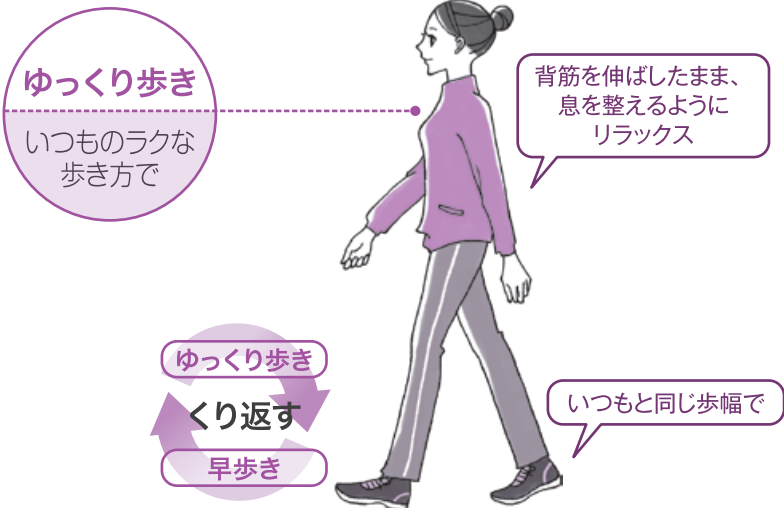 ゆっくり歩き
いつものラクな
歩き方で
背筋を伸ばしたまま、
息を整えるように
リラックス
ゆっくり歩き
くり返す
早歩き
いつもと同じ歩幅で